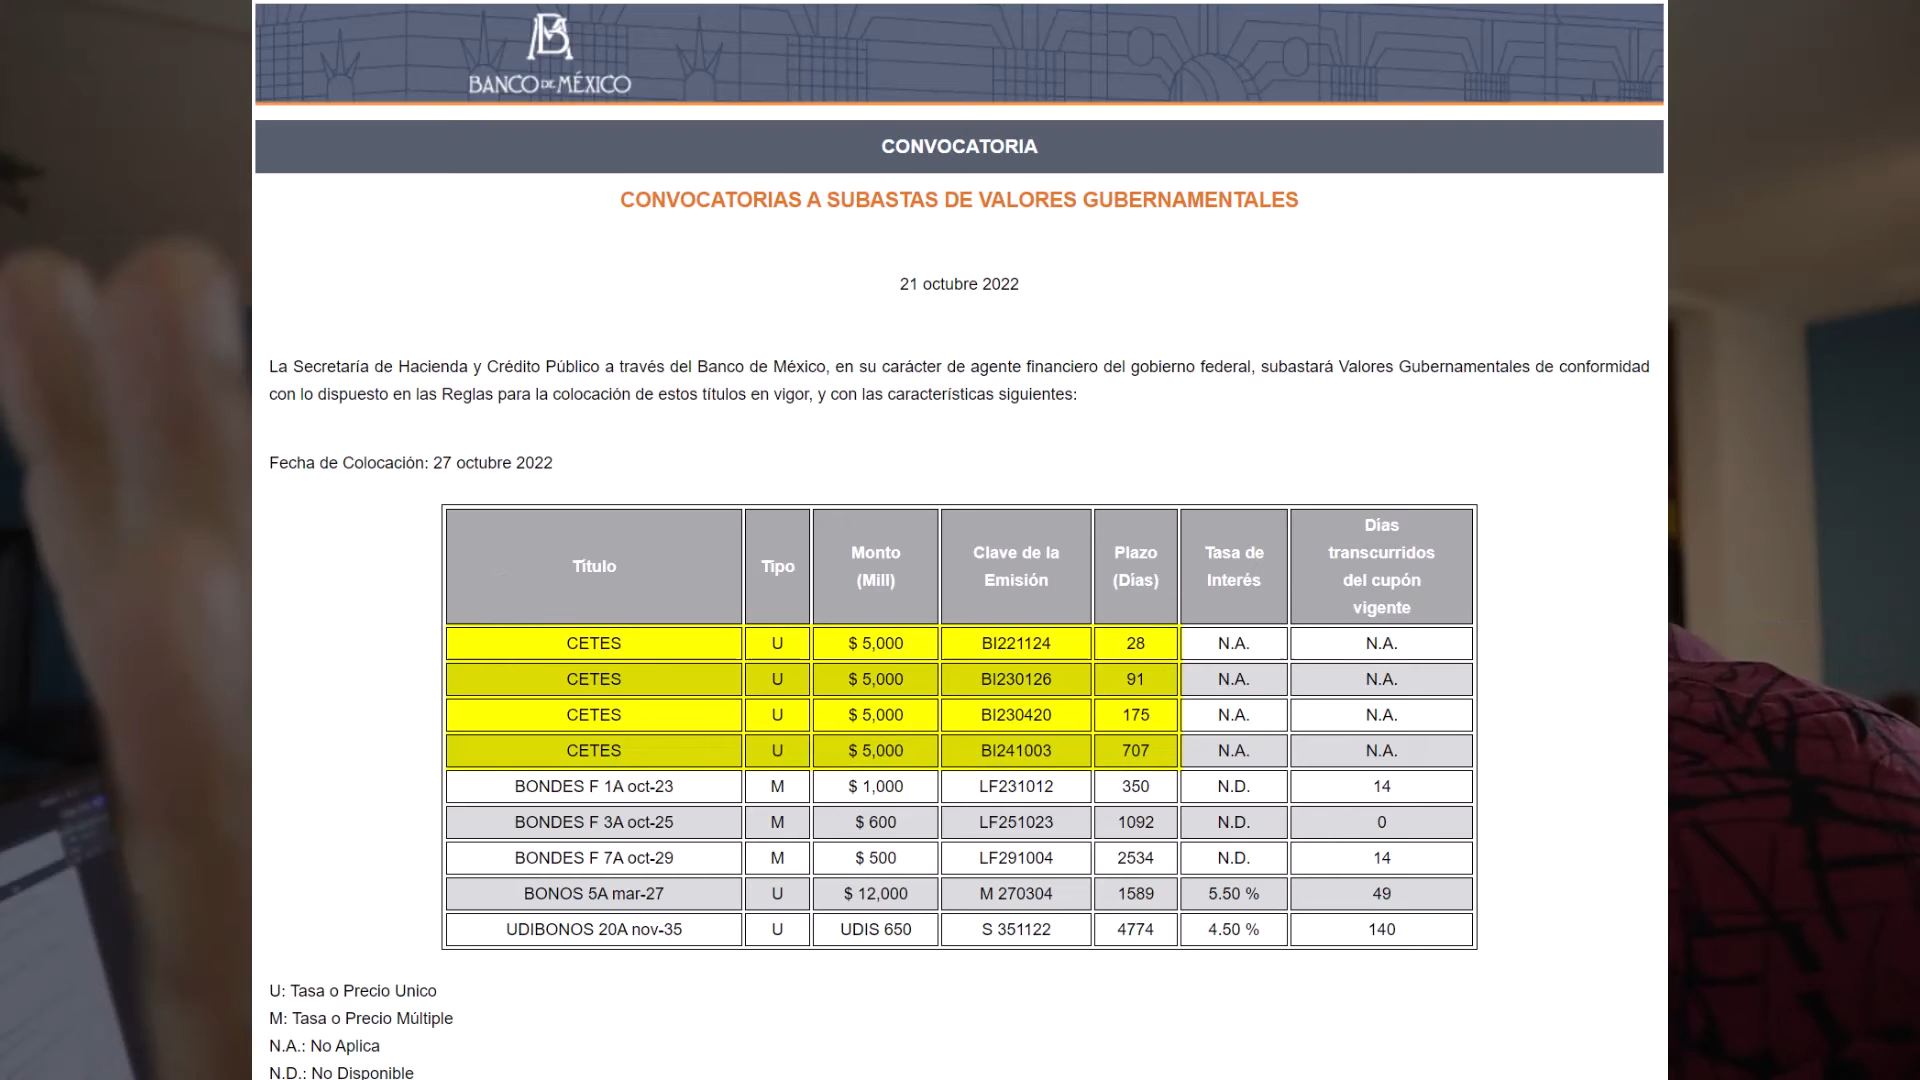 BANCO DE MÉXICO
CONVOCATORIA
CONVOCATORIAS A SUBASTAS DE VALORES GUBERNAMENTALES
21 octubre 2022
La Secretaría de Hacienda y Crédito Público a través del Banco de México, en su carácter de agente financiero del gobierno federal, subastará Valores Gubernamentales de conformidad
con lo dispuesto en las Reglas para la colocación de estos títulos en vigor, y con las características siguientes:
Fecha de Colocación: 27 octubre 2022
Título Tipo Monto (Mill) Clave de la Emisión Plazo (Días) Tasa de Interés Días transcurridos del cupón vigente
CETES U $ 5,000 BI221124 28 N.A. N.A.
CETES U $ 5,000 BI230126 91 N.A. N.A.
CETES U $ 5,000 BI230420 175 N.A. N.A.
CETES U $ 5,000 BI241003 707 N.A. N.A.
BONDES F 1A oct-23 M $ 1,000 LF231012 350 N.D. 14
BONDES F 3A oct-25 M $ 600 LF251023 1092 N.D. 0
BONDES F 7A oct-29 M $ 500 LF291004 2534 N.D. 14
BONOS 5A mar-27 U $ 12,000 M 270304 1589 5.50 % 49
UDIBONOS 20A nov-35 U UDIS 650 S 351122 4774 4.50 % 140
U: Tasa o Precio Unico
M: Tasa o Precio Múltiple
N.A.: No Aplica
N.D.: No Disponible